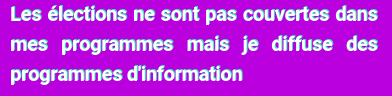 Les élections ne sont pas couvertes dans
mes programmes mais je diffuse des
programmes d'information